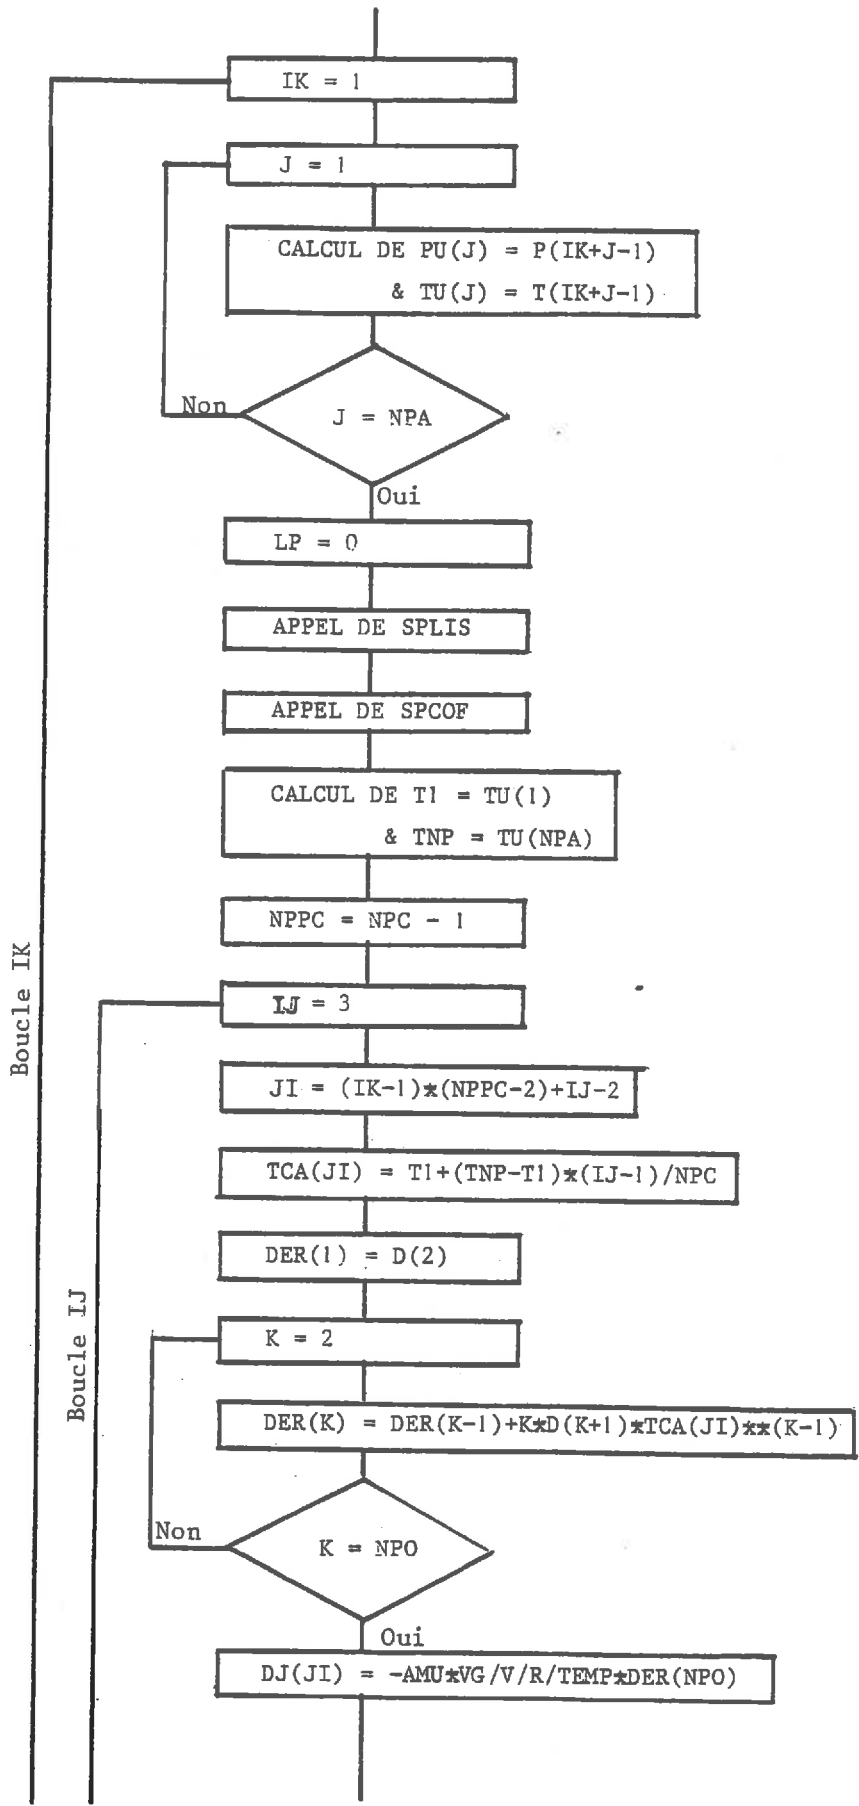 IK = 1
J = 1
CALCUL DE PU(J) = P(IK+J-1)
& TU(J) = T(IK+J-1)
Non
J = NPA
Oui
LP = 0
APPEL DE SPLIS
APPEL DE SPCOF
CALCUL DE T1 = TU(1)
& TNP = TU(NPA)
NPPC = NPC - 1
Boucle IK
IJ = 3
JI = (IK-1)*(NPPC-2)+IJ-2
TCA(JI) = T1+(TNP-T1)*(IJ-1)/NPC
DER(1) = D(2)
Boucle IJ
K = 2
DER(K) = DER(K-1)+K*D(K+1)*TCA(JI)**(K-1)
Non
K = NPO
Oui
DJ(JI) = -AMU*VG/V/R/TEMP*DER(NPO)